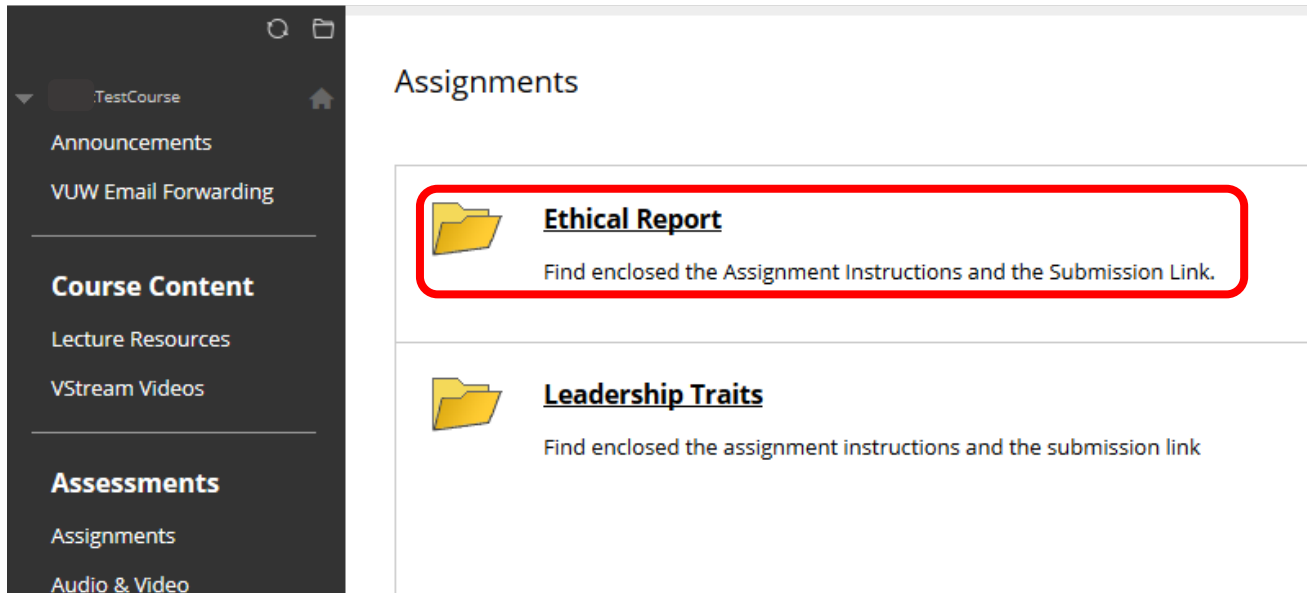 TestCourse
Announcements
VUW Email Forwarding
Course Content
Lecture Resources
VStream Videos
Assessments
Assignments
Audio & Video
Assignments
Ethical Report
Find enclosed the Assignment Instructions and the Submission Link.
Leadership Traits
Find enclosed the assignment instructions and the submission link